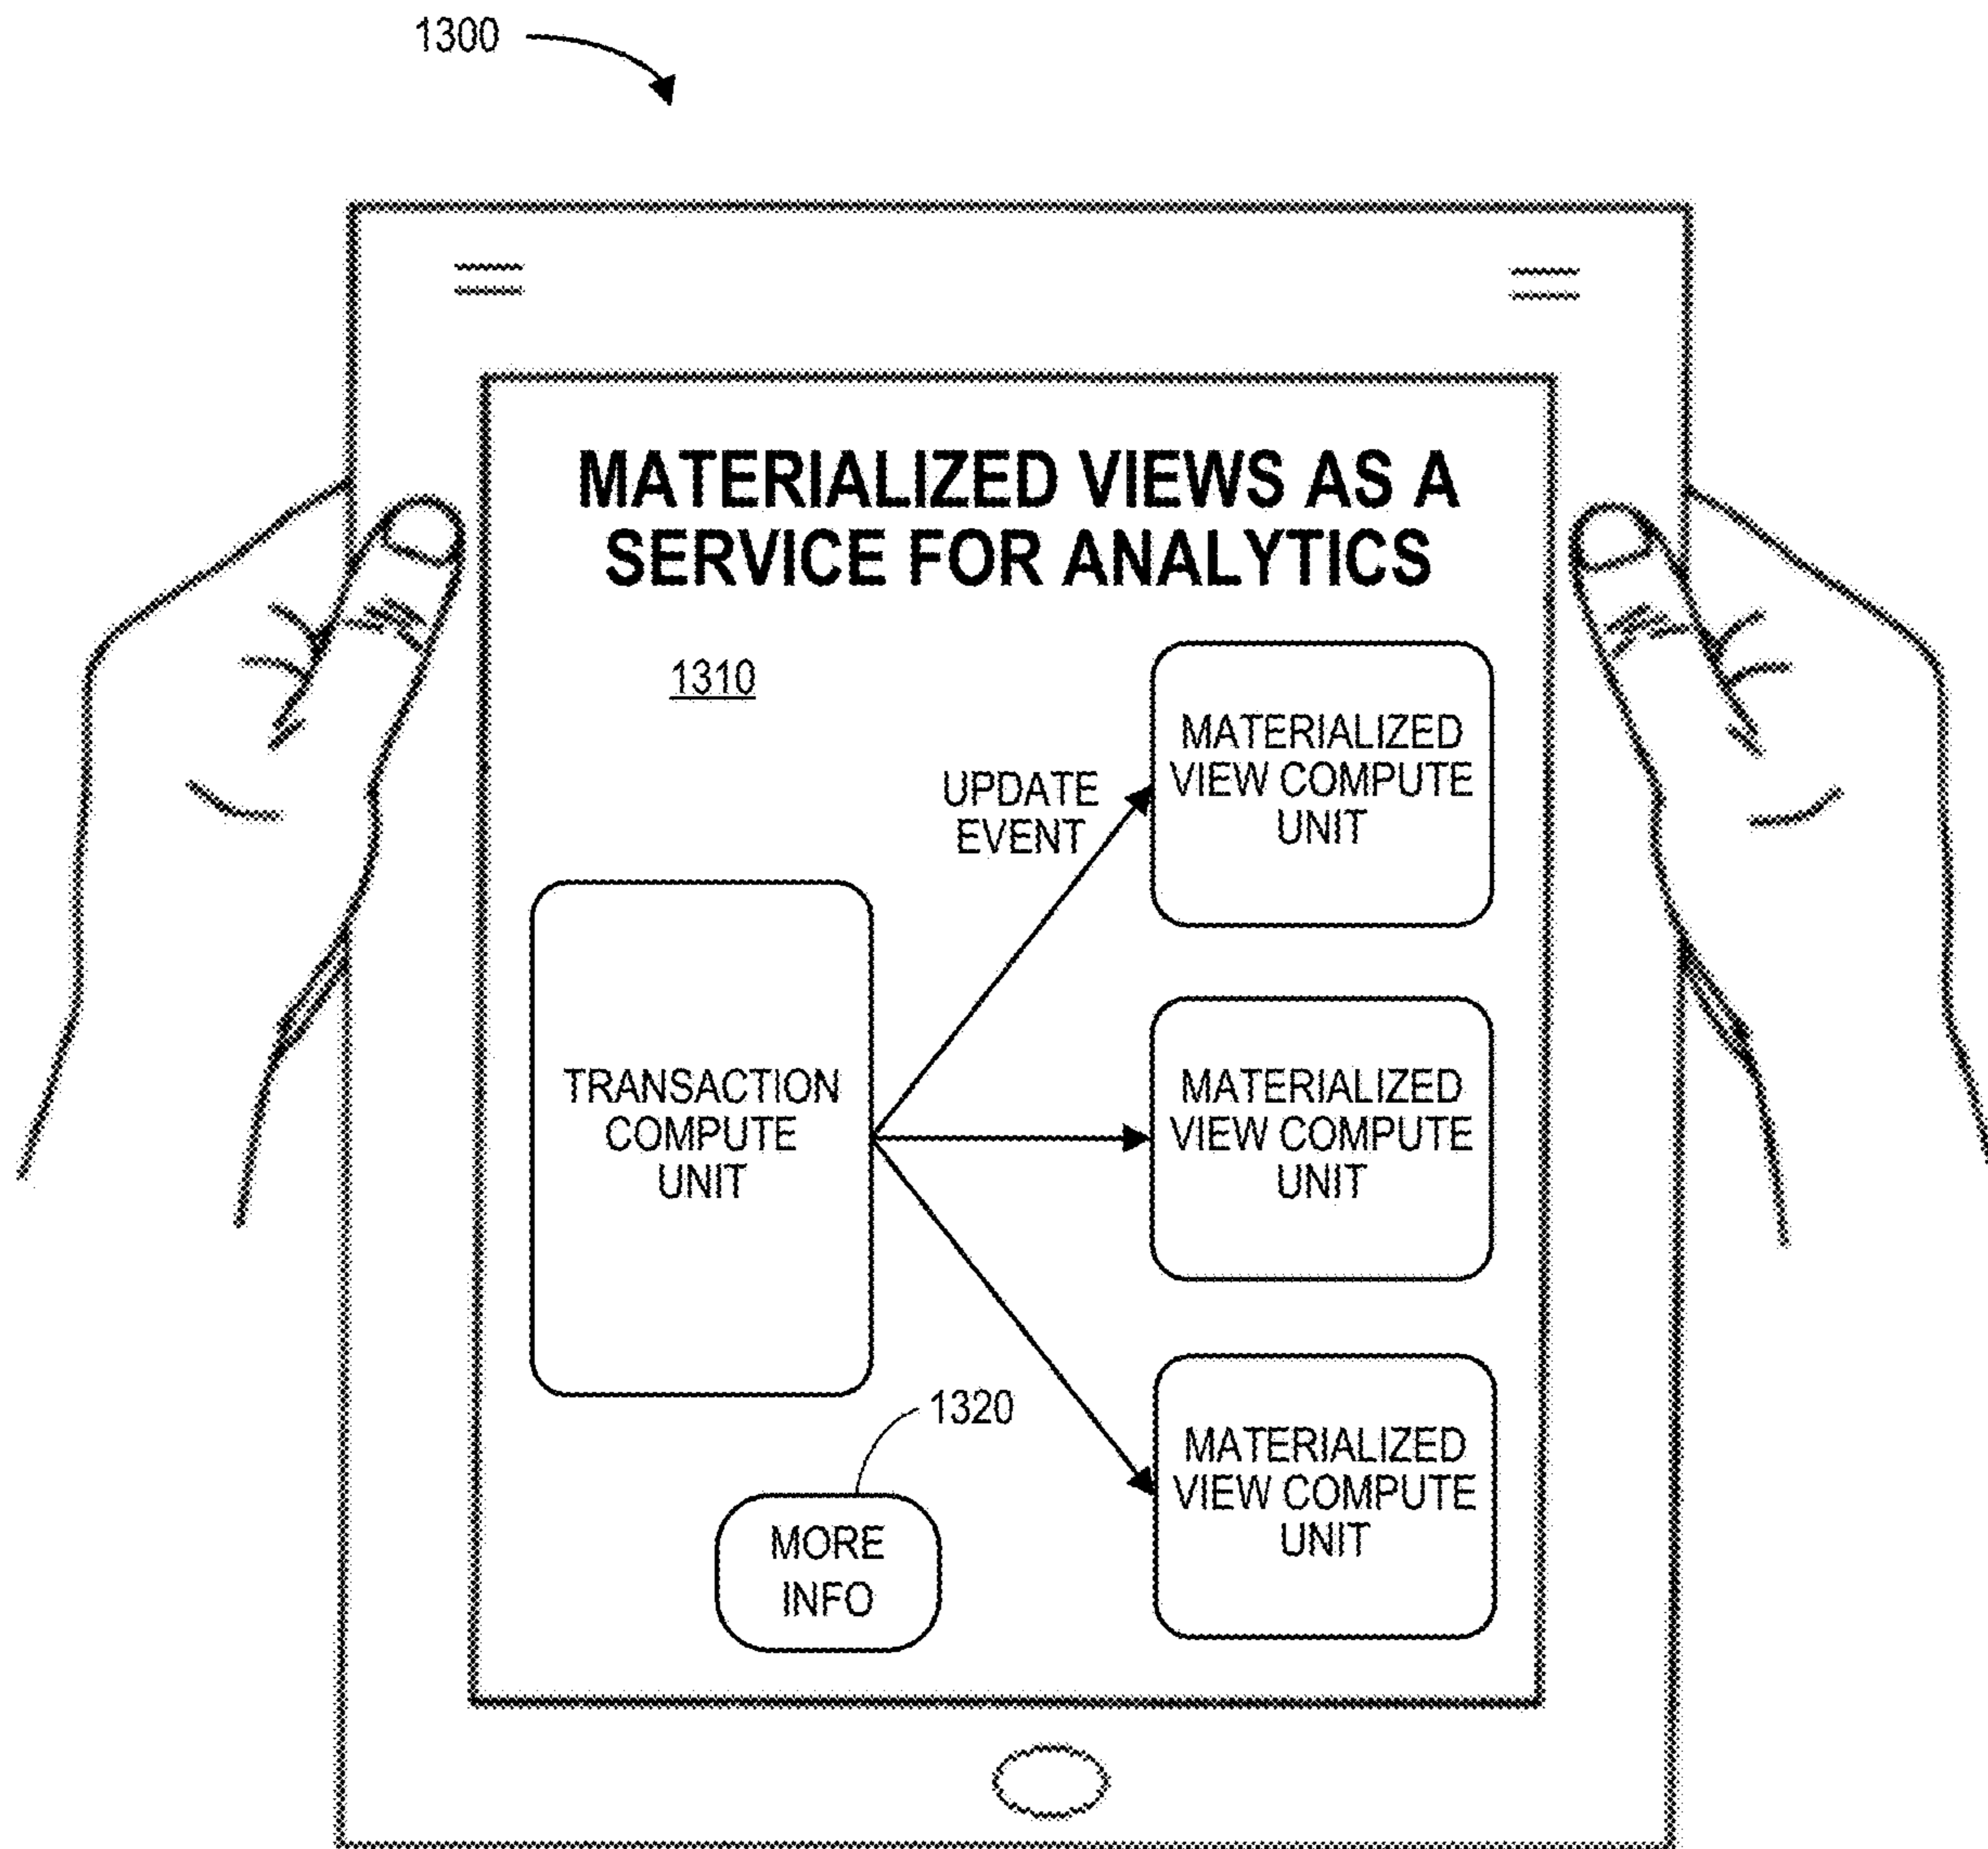 1300
MATERIALIZED VIEWS AS A
SERVICE FOR ANALYTICS
1310
MATERIALIZED
VIEW COMPUTE
UNIT
UPDATE
EVENT
TRANSACTION
COMPUTE
UNIT
MATERIALIZED
VIEW COMPUTE
UNIT
1320
MORE
INFO
MATERIALIZED
VIEW COMPUTE
UNIT